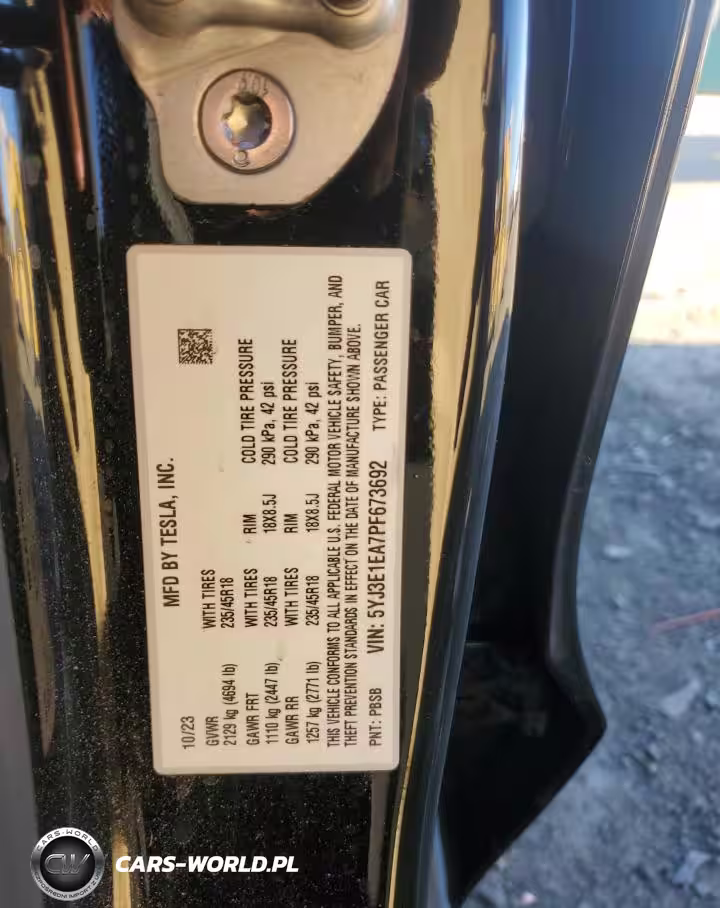 MFD BY TESLA, INC.
10/23
GVWR WITH TIRES
2129 kg (4694 lb) 235/45R18
GAWR FRT WITH TIRES RIM COLD TIRE PRESSURE
1110 kg (2447 lb) 235/45R18 18X8.5J 290 kPa, 42 psi
GAWR RR WITH TIRES RIM COLD TIRE PRESSURE
1257 kg (2771 lb) 235/45R18 18X8.5J 290 kPa, 42 psi
THIS VEHICLE CONFORMS TO ALL APPLICABLE U.S. FEDERAL MOTOR VEHICLE SAFETY, BUMPER, AND
THEFT PREVENTION STANDARDS IN EFFECT ON THE DATE OF MANUFACTURE SHOWN ABOVE.
PNT: PBSB VIN: 5YJ3E1EA7PF673692 TYPE: PASSENGER CAR
CARS-WORLD
CW
CARS-WORLD.PL